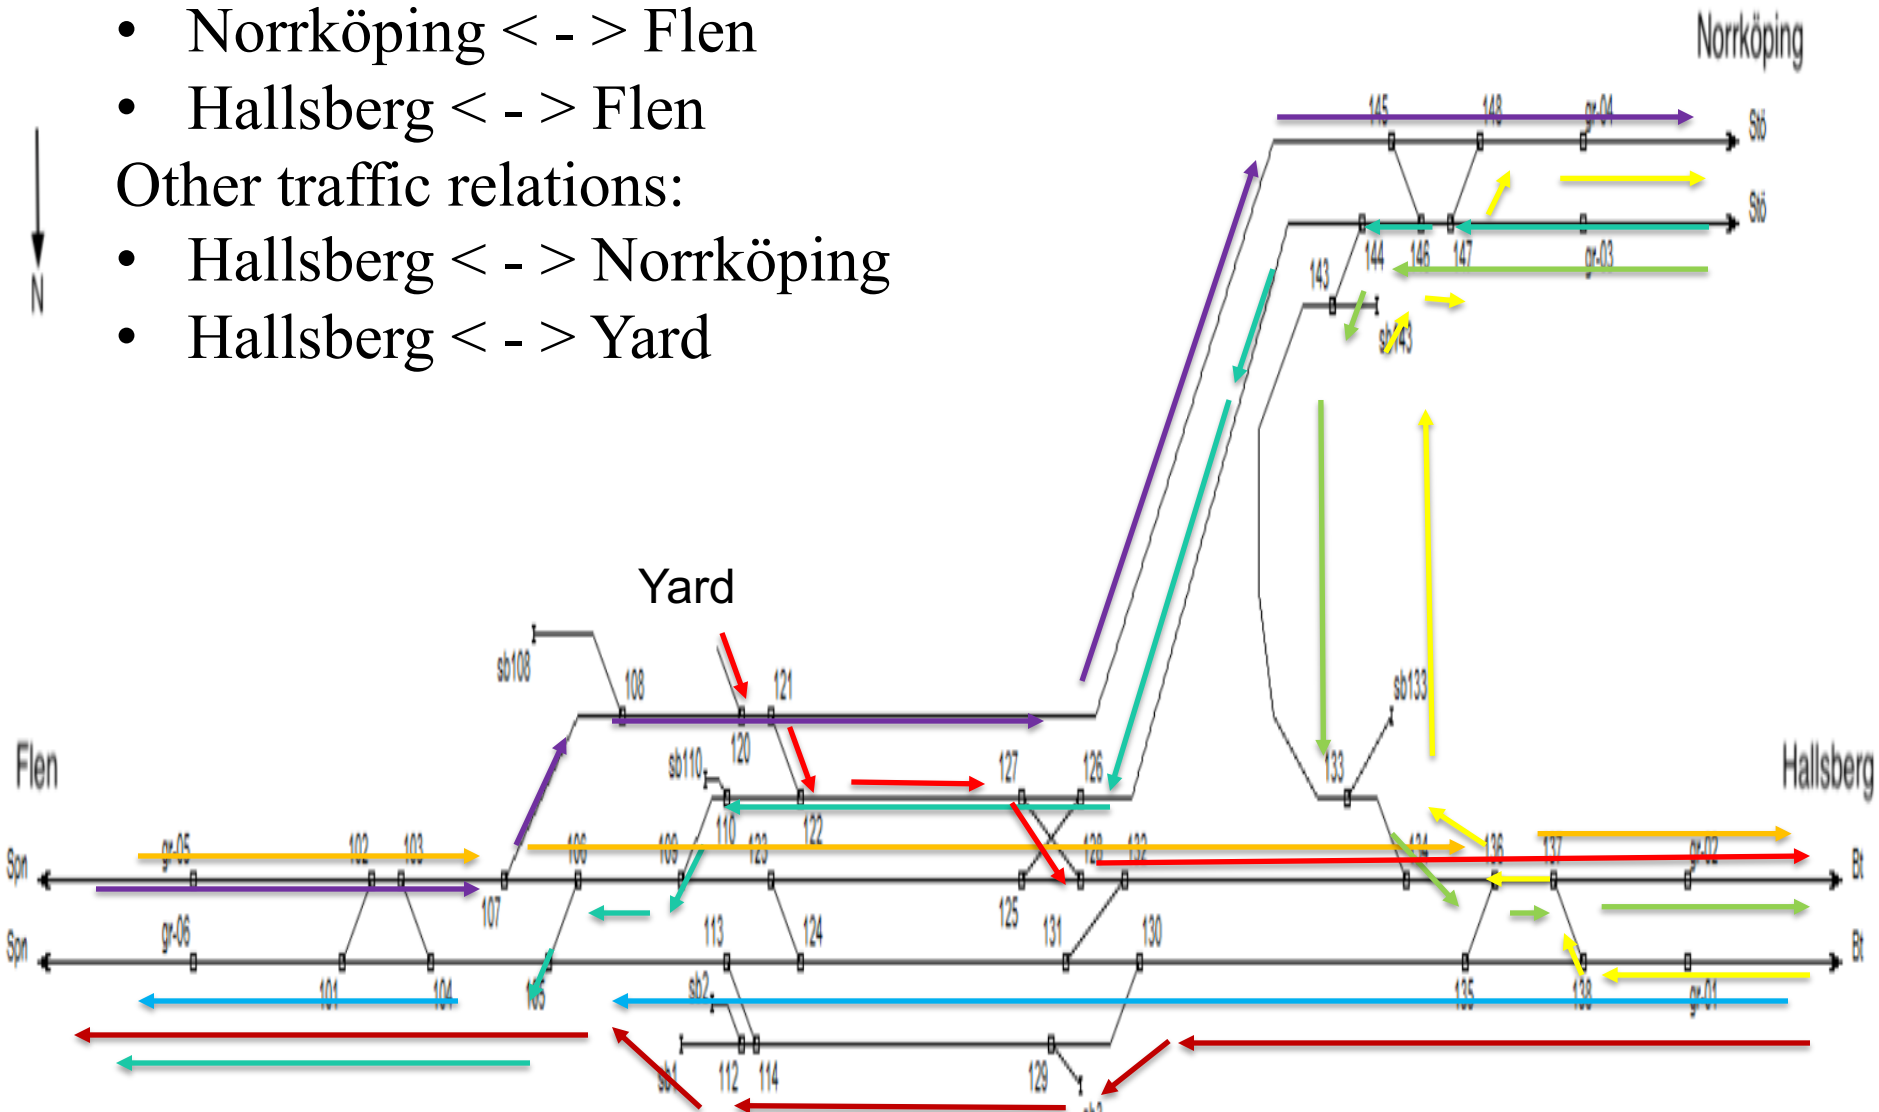 • Norrköping < - > Flen
• Hallsberg < - > Flen
Other traffic relations:
• Hallsberg < - > Norrköping
• Hallsberg < - > Yard
N
Norrköping
145
148
gr-04
Stö
Stö
143
144
146
147
gr-03
sb143
Yard
sb108
108
121
120
sb133
Flen
sb110
127
126
133
Hallsberg
110
122
Spn
gr-05
102
103
106
109
123
128
132
134
136
137
gr-02
Bt
107
125
Spn
gr-06
113
124
131
130
Bt
101
104
105
sb2
135
138
gr-01
sb1
112
114
129